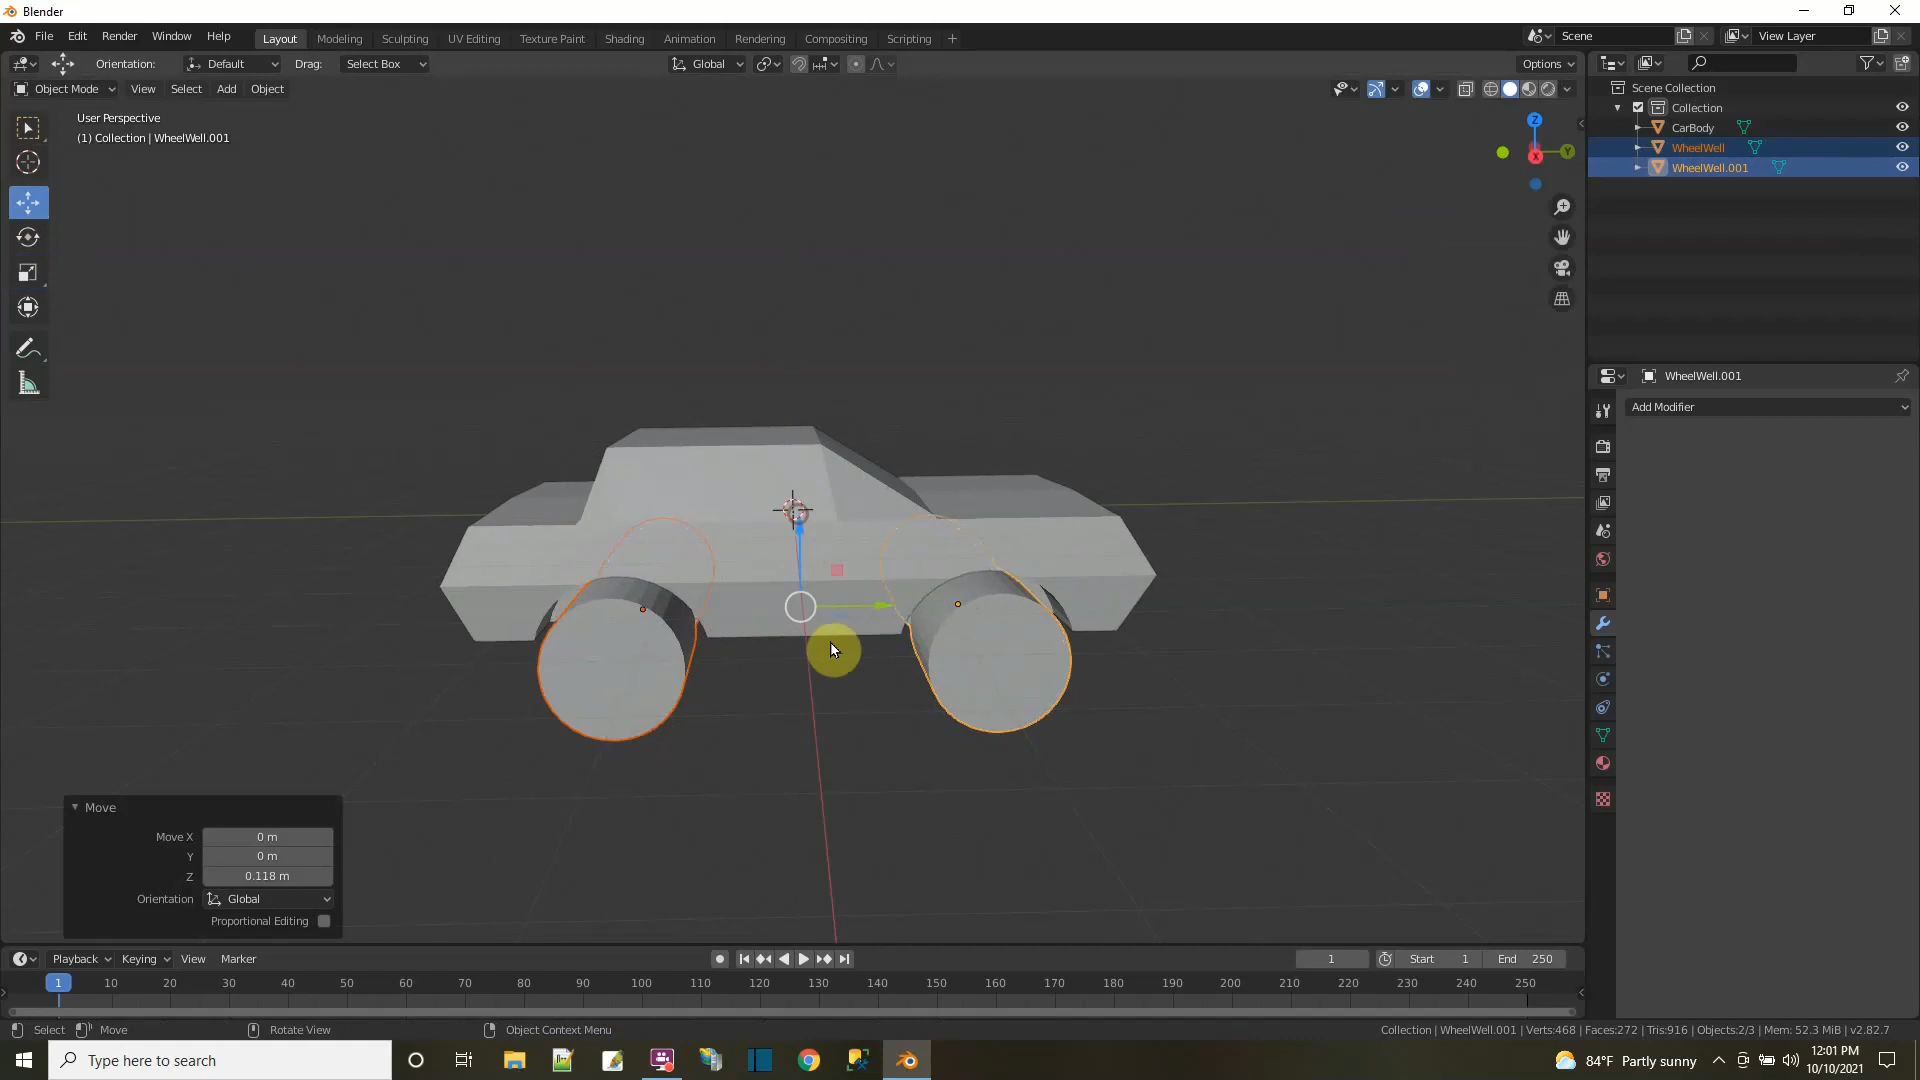 Blender
File Edit Render Window Help
Layout Modeling Sculpting UV Editing Texture Paint Shading Animation Rendering Compositing Scripting +
Scene
View Layer
Orientation: Default Drag: Select Box
Global
Options
Object Mode View Select Add Object
User Perspective
(1) Collection | WheelWell.001
Z
Y
X
Scene Collection
Collection
CarBody
WheelWell
WheelWell.001
WheelWell.001
Add Modifier
Move
Move X 0 m
Y 0 m
Z 0.118 m
Orientation Global
Proportional Editing
Playback Keying View Marker
1 Start 1 End 250
1 10 20 30 40 50 60 70 80 90 100 110 120 130 140 150 160 170 180 190 200 210 220 230 240 250
Select Move Rotate View Object Context Menu
Collection | WheelWell.001 | Verts:468 | Faces:272 | Tris:916 | Objects:2/3 | Mem: 52.3 MiB | v2.82.7
Type here to search
84°F Partly sunny
12:01 PM
10/10/2021